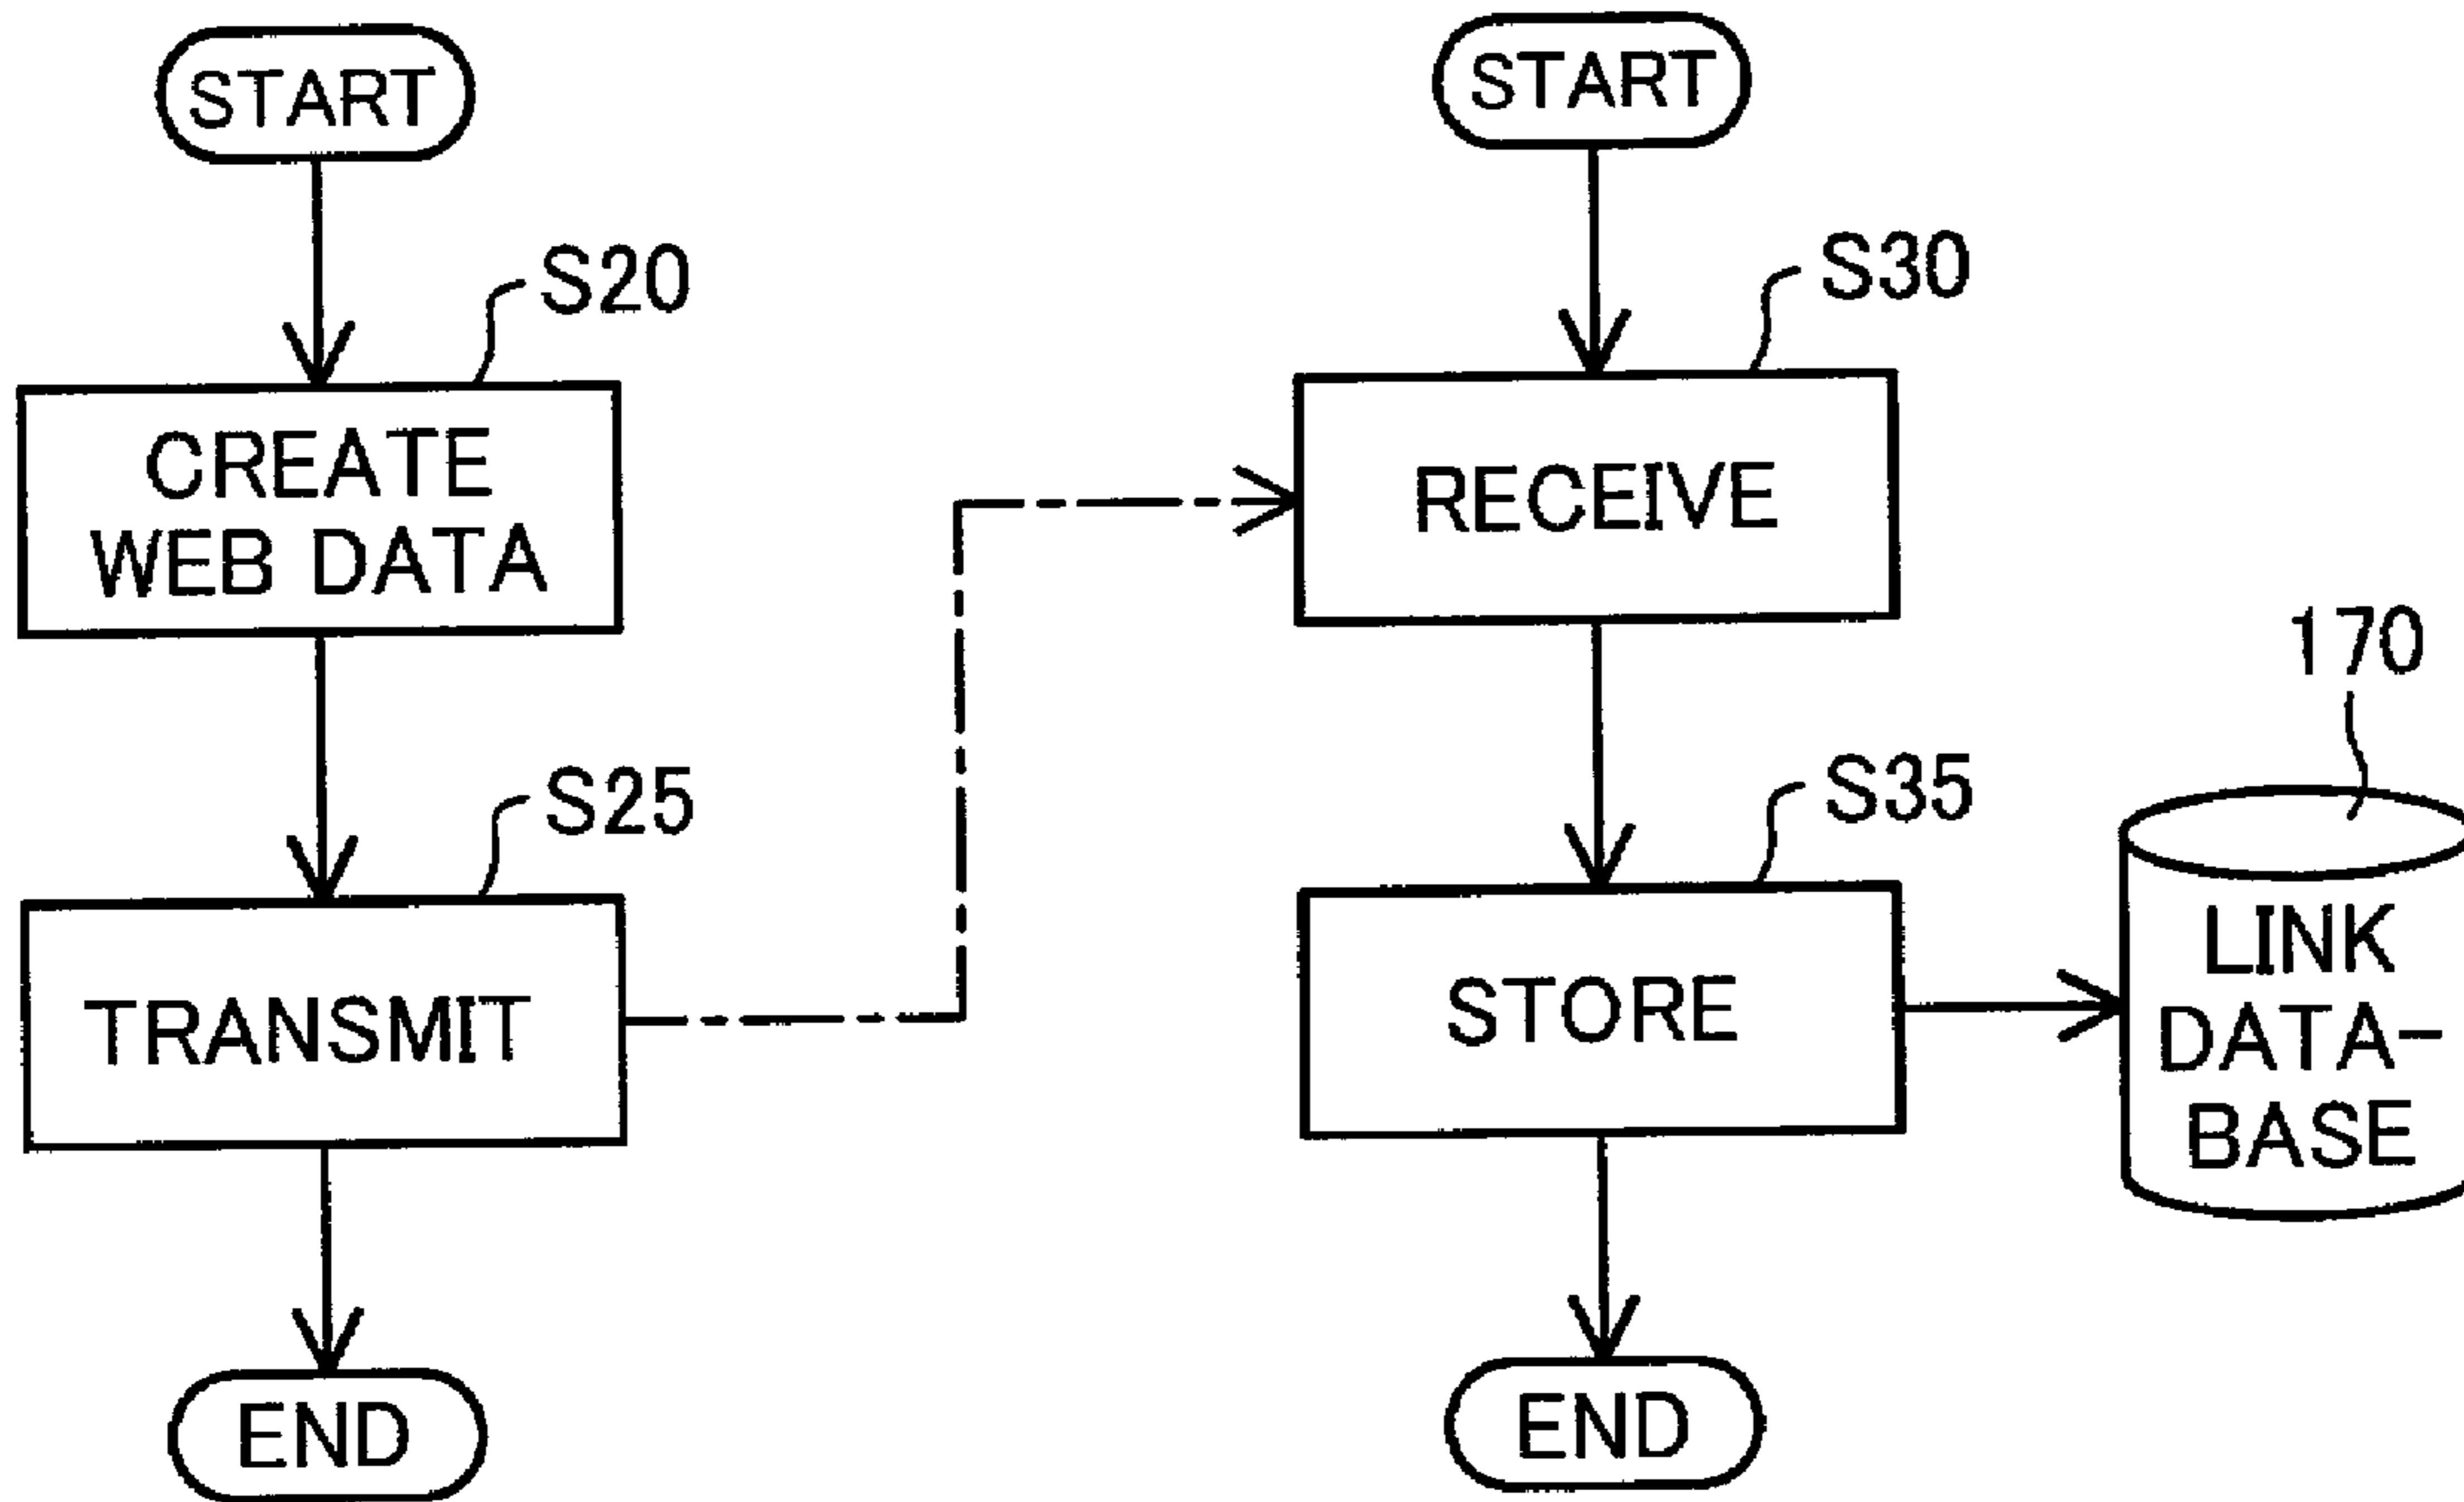 START
S20
CREATE
WEB DATA
S25
TRANSMIT
END
START
S30
RECEIVE
S35
STORE
END
170
LINK
DATA-
BASE